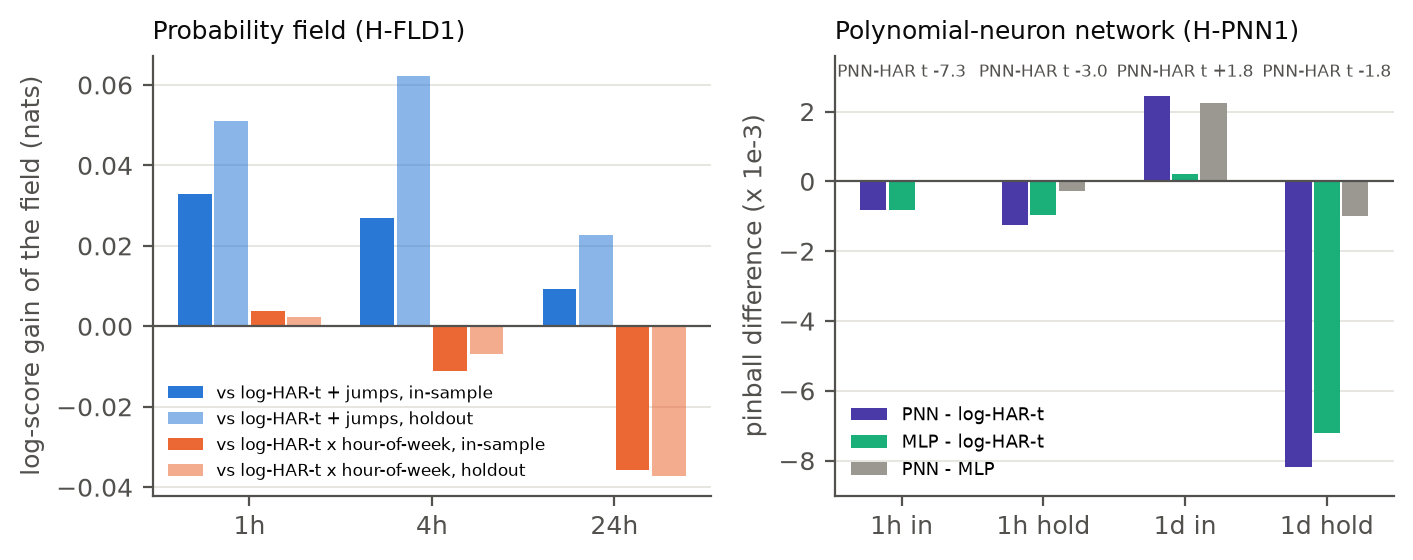 Probability field (H-FLD1)
log-score gain of the field (nats)
0.06
0.04
0.02
0.00
−0.02
−0.04
vs log-HAR-t + jumps, in-sample
vs log-HAR-t + jumps, holdout
vs log-HAR-t x hour-of-week, in-sample
vs log-HAR-t x hour-of-week, holdout
1h
4h
24h
Polynomial-neuron network (H-PNN1)
PNN-HAR t -7.3
PNN-HAR t -3.0
PNN-HAR t +1.8
PNN-HAR t -1.8
pinball difference (x 1e-3)
2
0
−2
−4
−6
−8
PNN - log-HAR-t
MLP - log-HAR-t
PNN - MLP
1h in
1h hold
1d in
1d hold